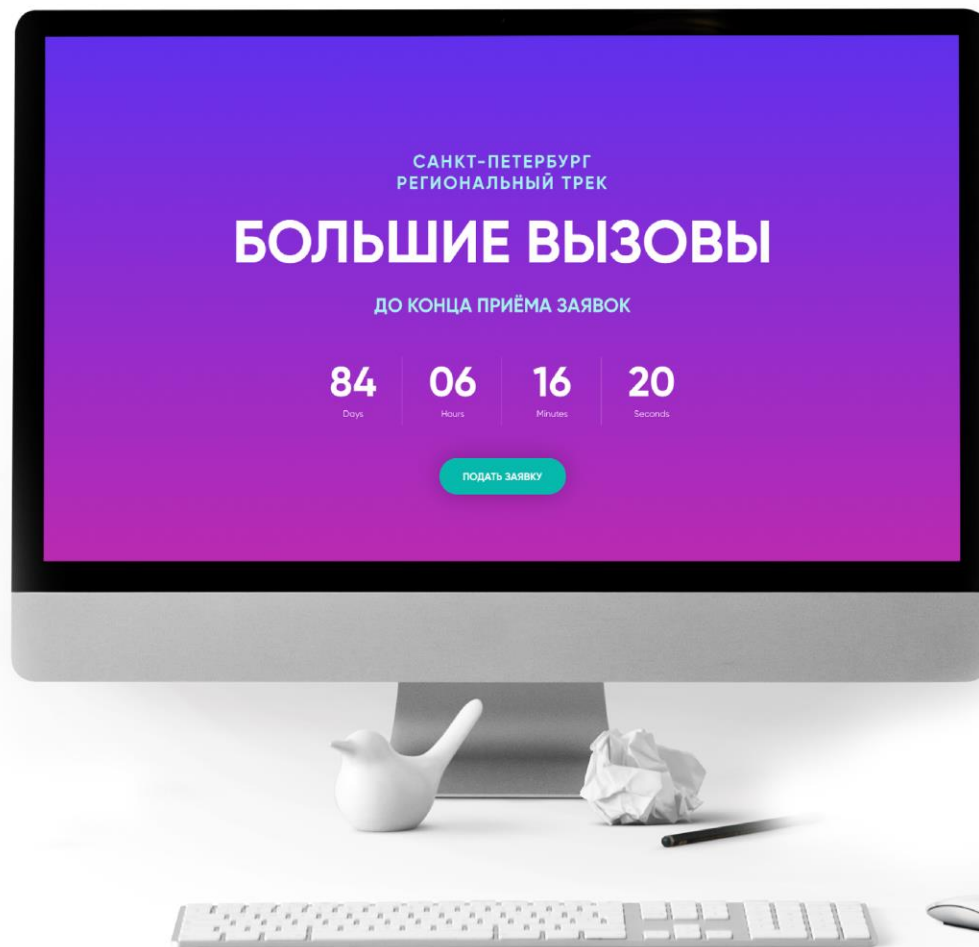 САНКТ-ПЕТЕРБУРГ
РЕГИОНАЛЬНЫЙ ТРЕК
БОЛЬШИЕ ВЫЗОВЫ
ДО КОНЦА ПРИЁМА ЗАЯВОК
84 06 16 20
Days Hours Minutes Seconds
ПОДАТЬ ЗАЯВКУ